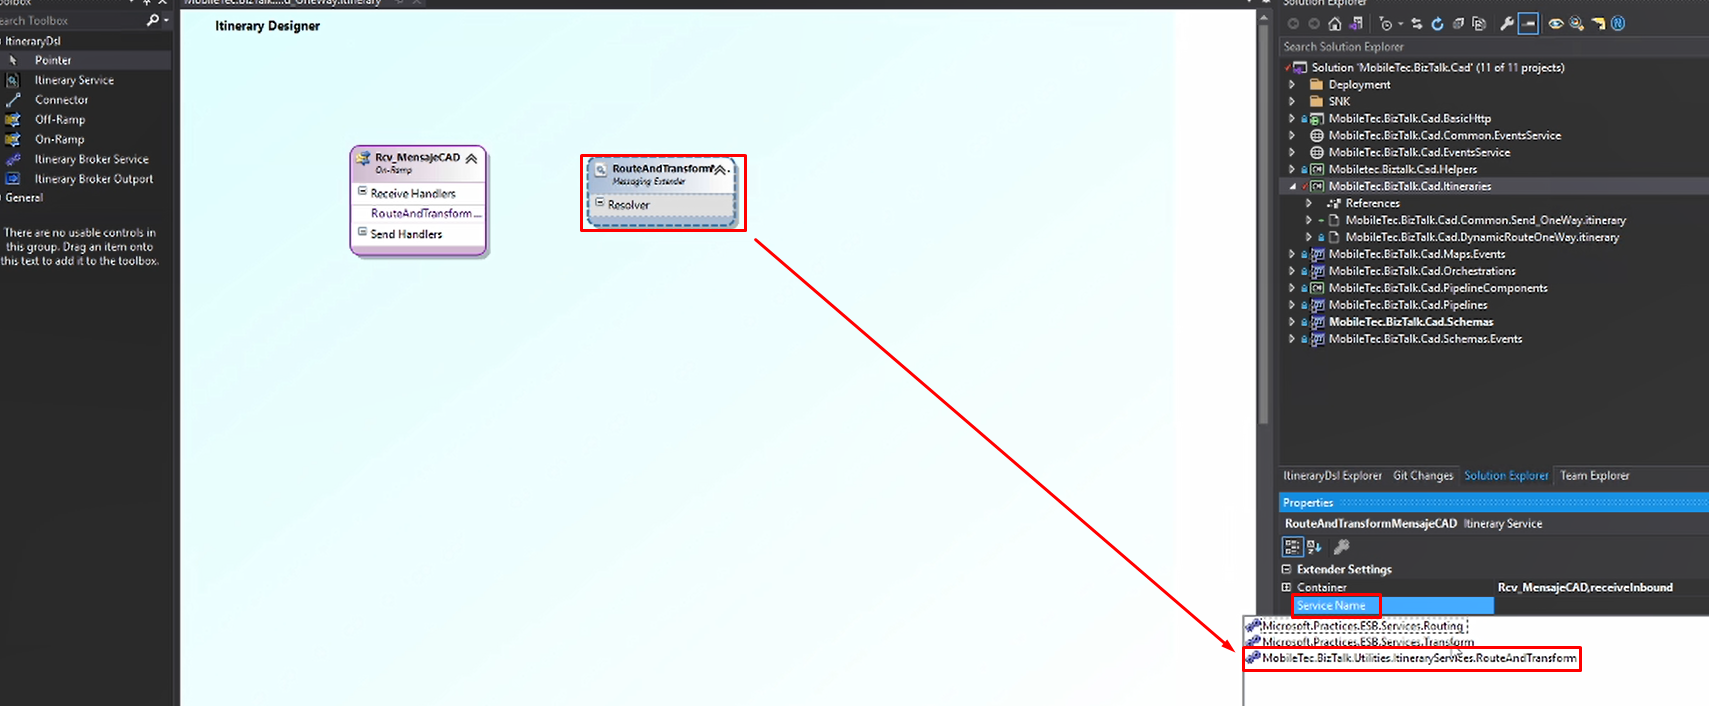 earch Toolbox
ItineraryDsl
Pointer
Itinerary Service
Connector
Off-Ramp
On-Ramp
Itinerary Broker Service
Itinerary Broker Outport
General
There are no usable controls in
this group. Drag an item onto
this text to add it to the toolbox.
Itinerary Designer
Rcv_MensajeCAD
On-Ramp
Receive Handlers
RouteAndTransform...
Send Handlers
RouteAndTransform
Messaging Extender
Resolver
Solution Explorer
Search Solution Explorer
Solution 'MobileTec.BizTalk.Cad' (11 of 11 projects)
Deployment
SNK
MobileTec.BizTalk.Cad.BasicHttp
MobileTec.BizTalk.Cad.Common.EventsService
MobileTec.BizTalk.Cad.EventsService
Mobiletec.Biztalk.Cad.Helpers
MobileTec.BizTalk.Cad.Itineraries
References
MobileTec.BizTalk.Cad.Common.Send_OneWay.itinerary
MobileTec.BizTalk.Cad.DynamicRouteOneWay.itinerary
MobileTec.BizTalk.Cad.Maps.Events
MobileTec.BizTalk.Cad.Orchestrations
MobileTec.BizTalk.Cad.PipelineComponents
MobileTec.BizTalk.Cad.Pipelines
MobileTec.BizTalk.Cad.Schemas
MobileTec.BizTalk.Cad.Schemas.Events
ItineraryDsl Explorer Git Changes Solution Explorer Team Explorer
Properties
RouteAndTransformMensajeCAD Itinerary Service
Extender Settings
Container Rcv_MensajeCAD,receiveInbound
Service Name
Microsoft.Practices.ESB.Services.Routing
Microsoft.Practices.ESB.Services.Transform
MobileTec.BizTalk.Utilities.ItineraryServices.RouteAndTransform